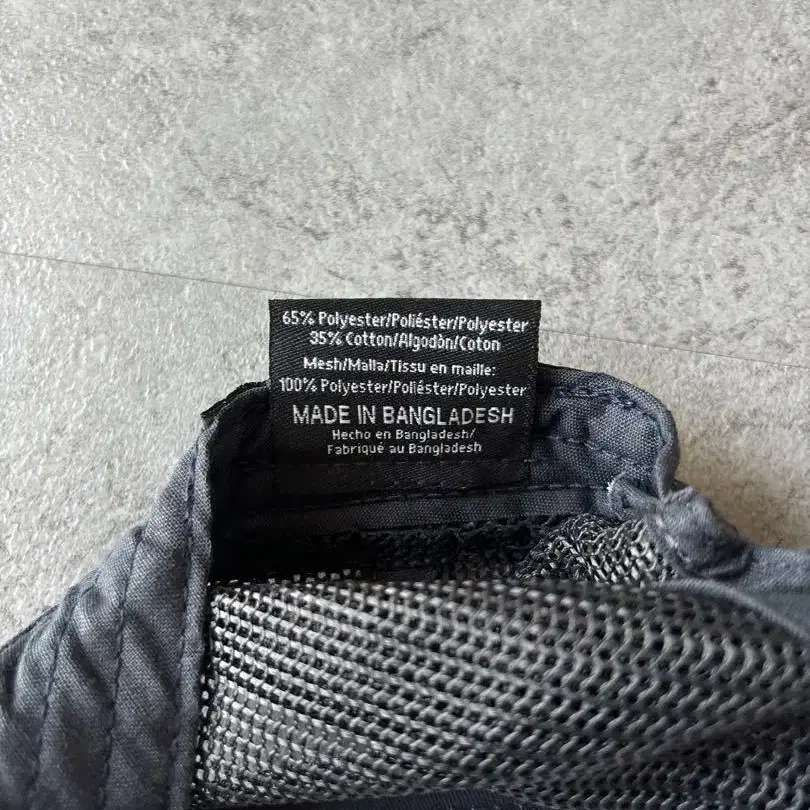 65% Polyester/Poliéster/Polyester
35% Cotton/Algodòn/Coton
Mesh/Malla/Tissu en maille:
100% Polyester/Poliéster/Polyester
MADE IN BANGLADESH
Hecho en Bangladesh/
Fabriqué au Bangladesh